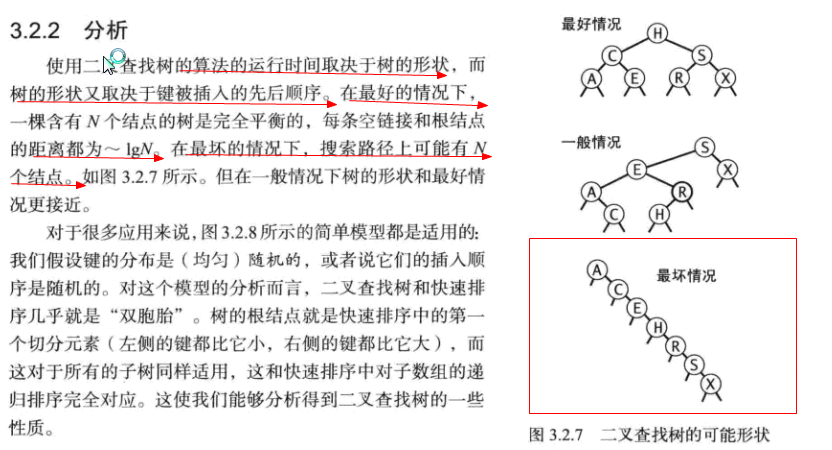 3.2.2 分析
使用二叉查找树的算法的运行时间取决于树的形状，而
树的形状又取决于键被插入的先后顺序。在最好的情况下，
一棵含有 N 个结点的树是完全平衡的，每条空链接和根结点
的距离都为～ lgN。在最坏的情况下，搜索路径上可能有 N
个结点。如图 3.2.7 所示。但在一般情况下树的形状和最好情
况更接近。
对于很多应用来说，图 3.2.8 所示的简单模型都是适用的：
我们假设键的分布是（均匀）随机的，或者说它们的插入顺
序是随机的。对这个模型的分析而言，二叉查找树和快速排
序几乎就是“双胞胎”。树的根结点就是快速排序中的第一
个切分元素（左侧的键都比它小，右侧的键都比它大），而
这对于所有的子树同样适用，这和快速排序中对子数组的递
归排序完全对应。这使我们能够分析得到二叉查找树的一些
性质。
最好情况
H
C S
A E R X
一般情况
S
E X
A R
C H
最坏情况
A
C
E
H
R
S
X
图 3.2.7 二叉查找树的可能形状